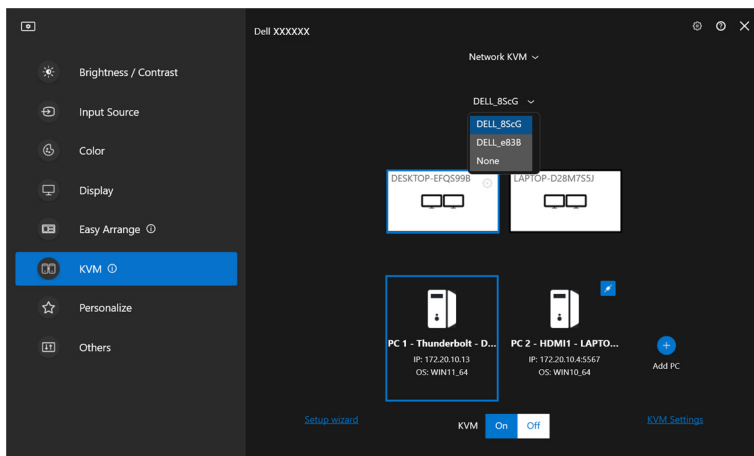 Dell XXXXXX
Network KVM
Brightness / Contrast
Input Source
Color
Display
Easy Arrange
KVM
Personalize
Others
DELL_8ScG
DELL_8ScG
DELL_e83B
None
DESKTOP-EFQS99B
LAPTOP-D28M7S5J
PC 1 - Thunderbolt - D...
IP: 172.20.10.13
OS: WIN11_64
PC 2 - HDMI1 - LAPTO...
IP: 172.20.10.4:5567
OS: WIN10_64
Add PC
Setup wizard
KVM On Off
KVM Settings